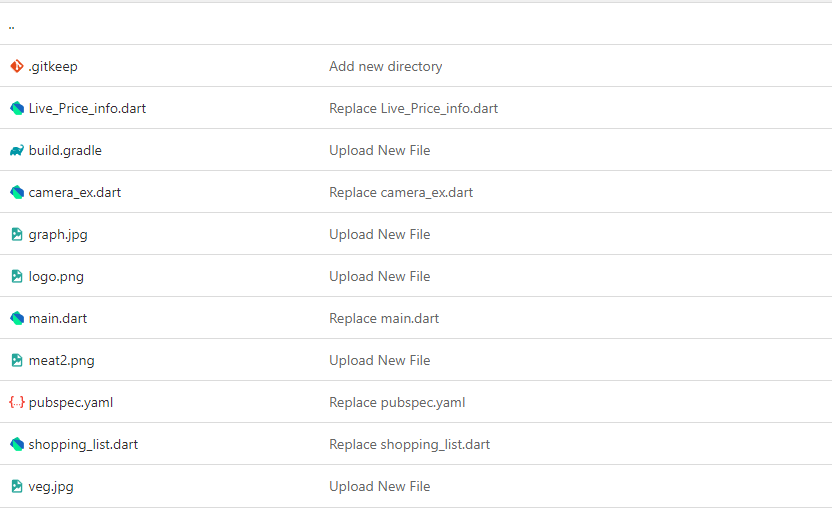 ..
.gitkeep Add new directory
Live_Price_info.dart Replace Live_Price_info.dart
build.gradle Upload New File
camera_ex.dart Replace camera_ex.dart
graph.jpg Upload New File
logo.png Upload New File
main.dart Replace main.dart
meat2.png Upload New File
{..} pubspec.yaml Replace pubspec.yaml
shopping_list.dart Replace shopping_list.dart
veg.jpg Upload New File